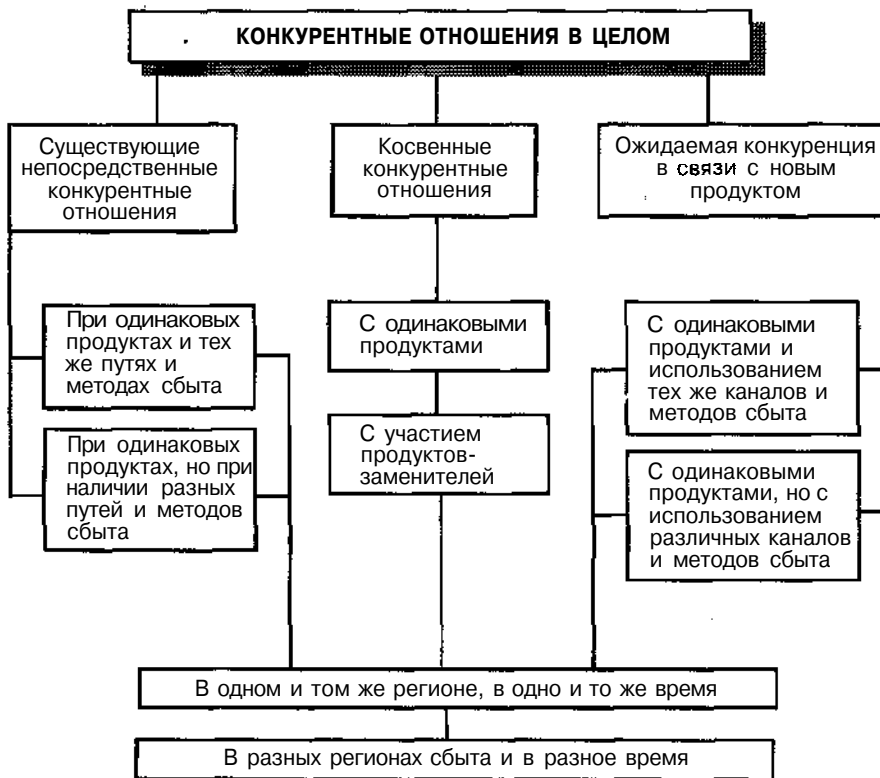 КОНКУРЕНТНЫЕ ОТНОШЕНИЯ В ЦЕЛОМ
Существующие
непосредственные
конкурентные
отношения
Косвенные
конкурентные
отношения
Ожидаемая конкуренция
в связи с новым
продуктом
При одинаковых
продуктах и тех
же путях и
методах сбыта
При одинаковых
продуктах, но при
наличии разных
путей и методов
сбыта
С одинаковыми
продуктами
С участием
продуктов-
заменителей
С одинаковыми
продуктами и
использованием
тех же каналов и
методов сбыта
С одинаковыми
продуктами, но с
использованием
различных каналов
и методов сбыта
В одном и том же регионе, в одно и то же время
В разных регионах сбыта и в разное время